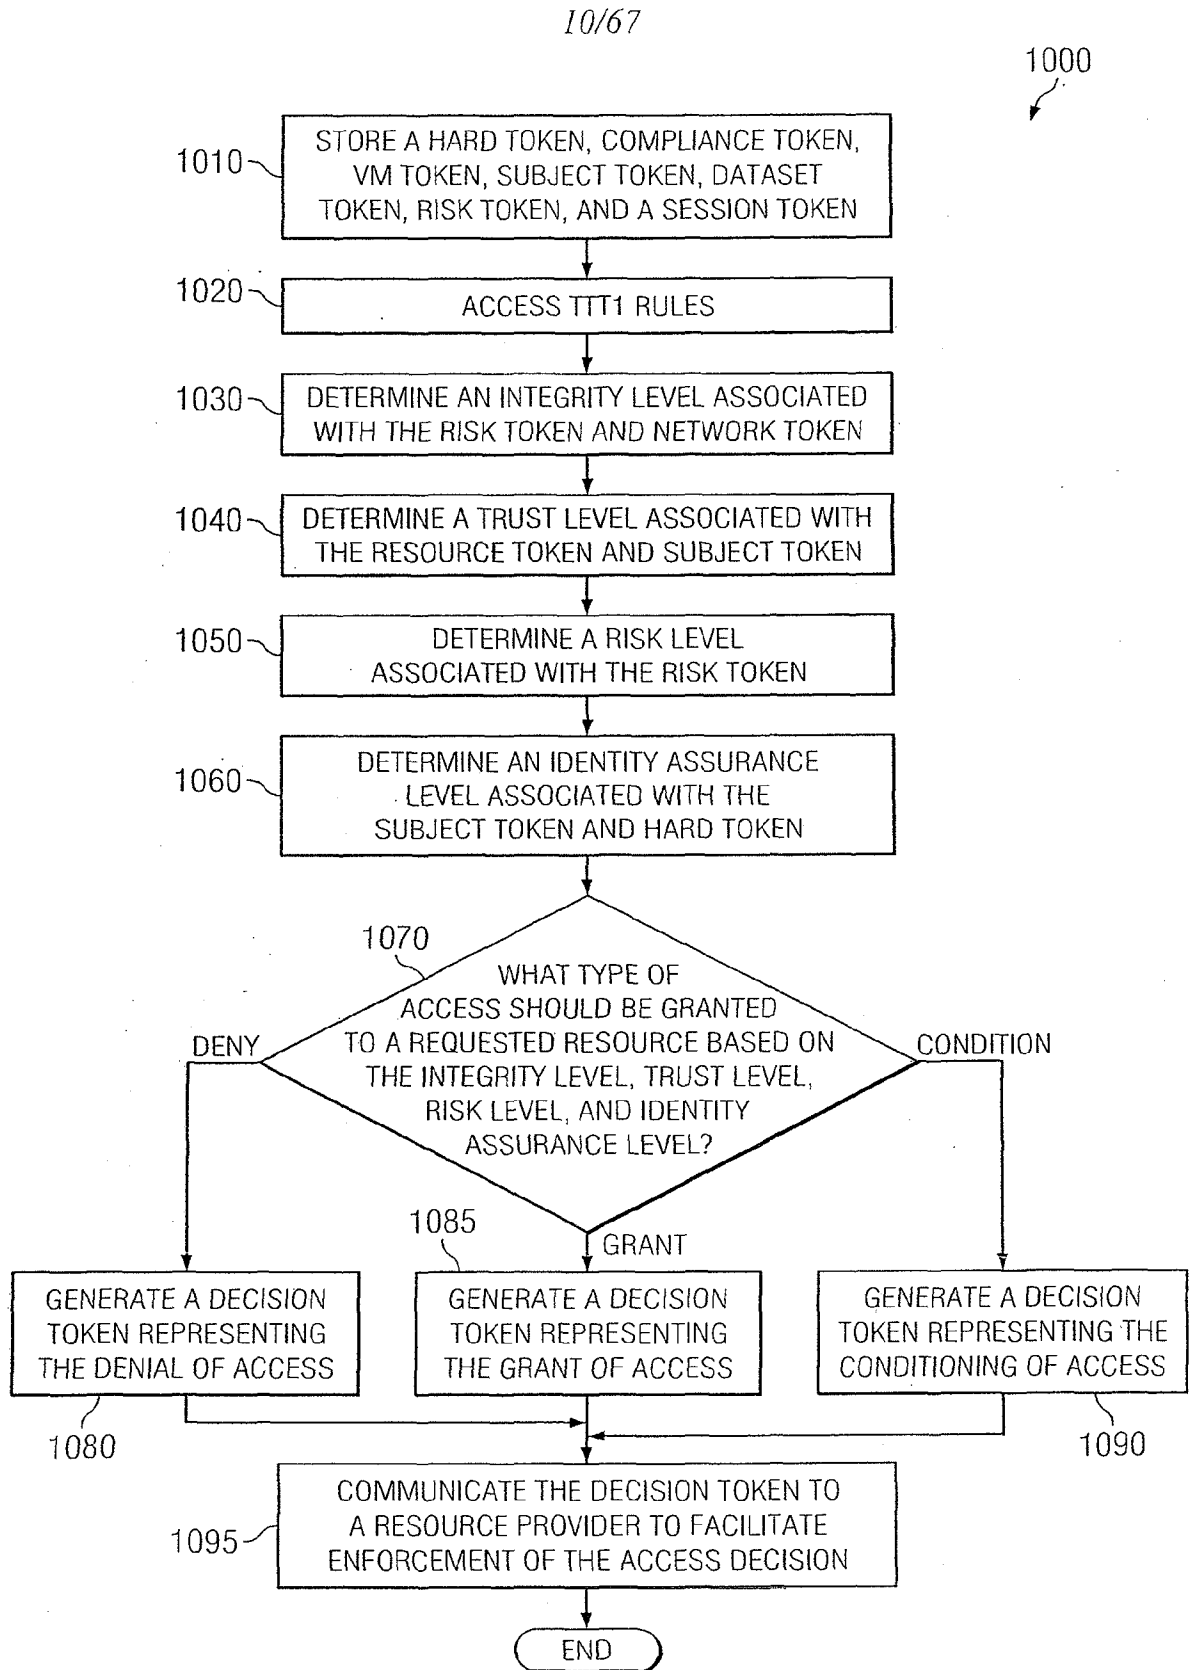 10/67
1000
1010
STORE A HARD TOKEN, COMPLIANCE TOKEN,
VM TOKEN, SUBJECT TOKEN, DATASET
TOKEN, RISK TOKEN, AND A SESSION TOKEN
1020
ACCESS TTT1 RULES
1030
DETERMINE AN INTEGRITY LEVEL ASSOCIATED
WITH THE RISK TOKEN AND NETWORK TOKEN
1040
DETERMINE A TRUST LEVEL ASSOCIATED WITH
THE RESOURCE TOKEN AND SUBJECT TOKEN
1050
DETERMINE A RISK LEVEL
ASSOCIATED WITH THE RISK TOKEN
1060
DETERMINE AN IDENTITY ASSURANCE
LEVEL ASSOCIATED WITH THE
SUBJECT TOKEN AND HARD TOKEN
1070
WHAT TYPE OF
ACCESS SHOULD BE GRANTED
TO A REQUESTED RESOURCE BASED ON
THE INTEGRITY LEVEL, TRUST LEVEL,
RISK LEVEL, AND IDENTITY
ASSURANCE LEVEL?
DENY
CONDITION
GRANT
GENERATE A DECISION
TOKEN REPRESENTING
THE DENIAL OF ACCESS
1080
1085
GENERATE A DECISION
TOKEN REPRESENTING
THE GRANT OF ACCESS
GENERATE A DECISION
TOKEN REPRESENTING THE
CONDITIONING OF ACCESS
1090
1095
COMMUNICATE THE DECISION TOKEN TO
A RESOURCE PROVIDER TO FACILITATE
ENFORCEMENT OF THE ACCESS DECISION
END